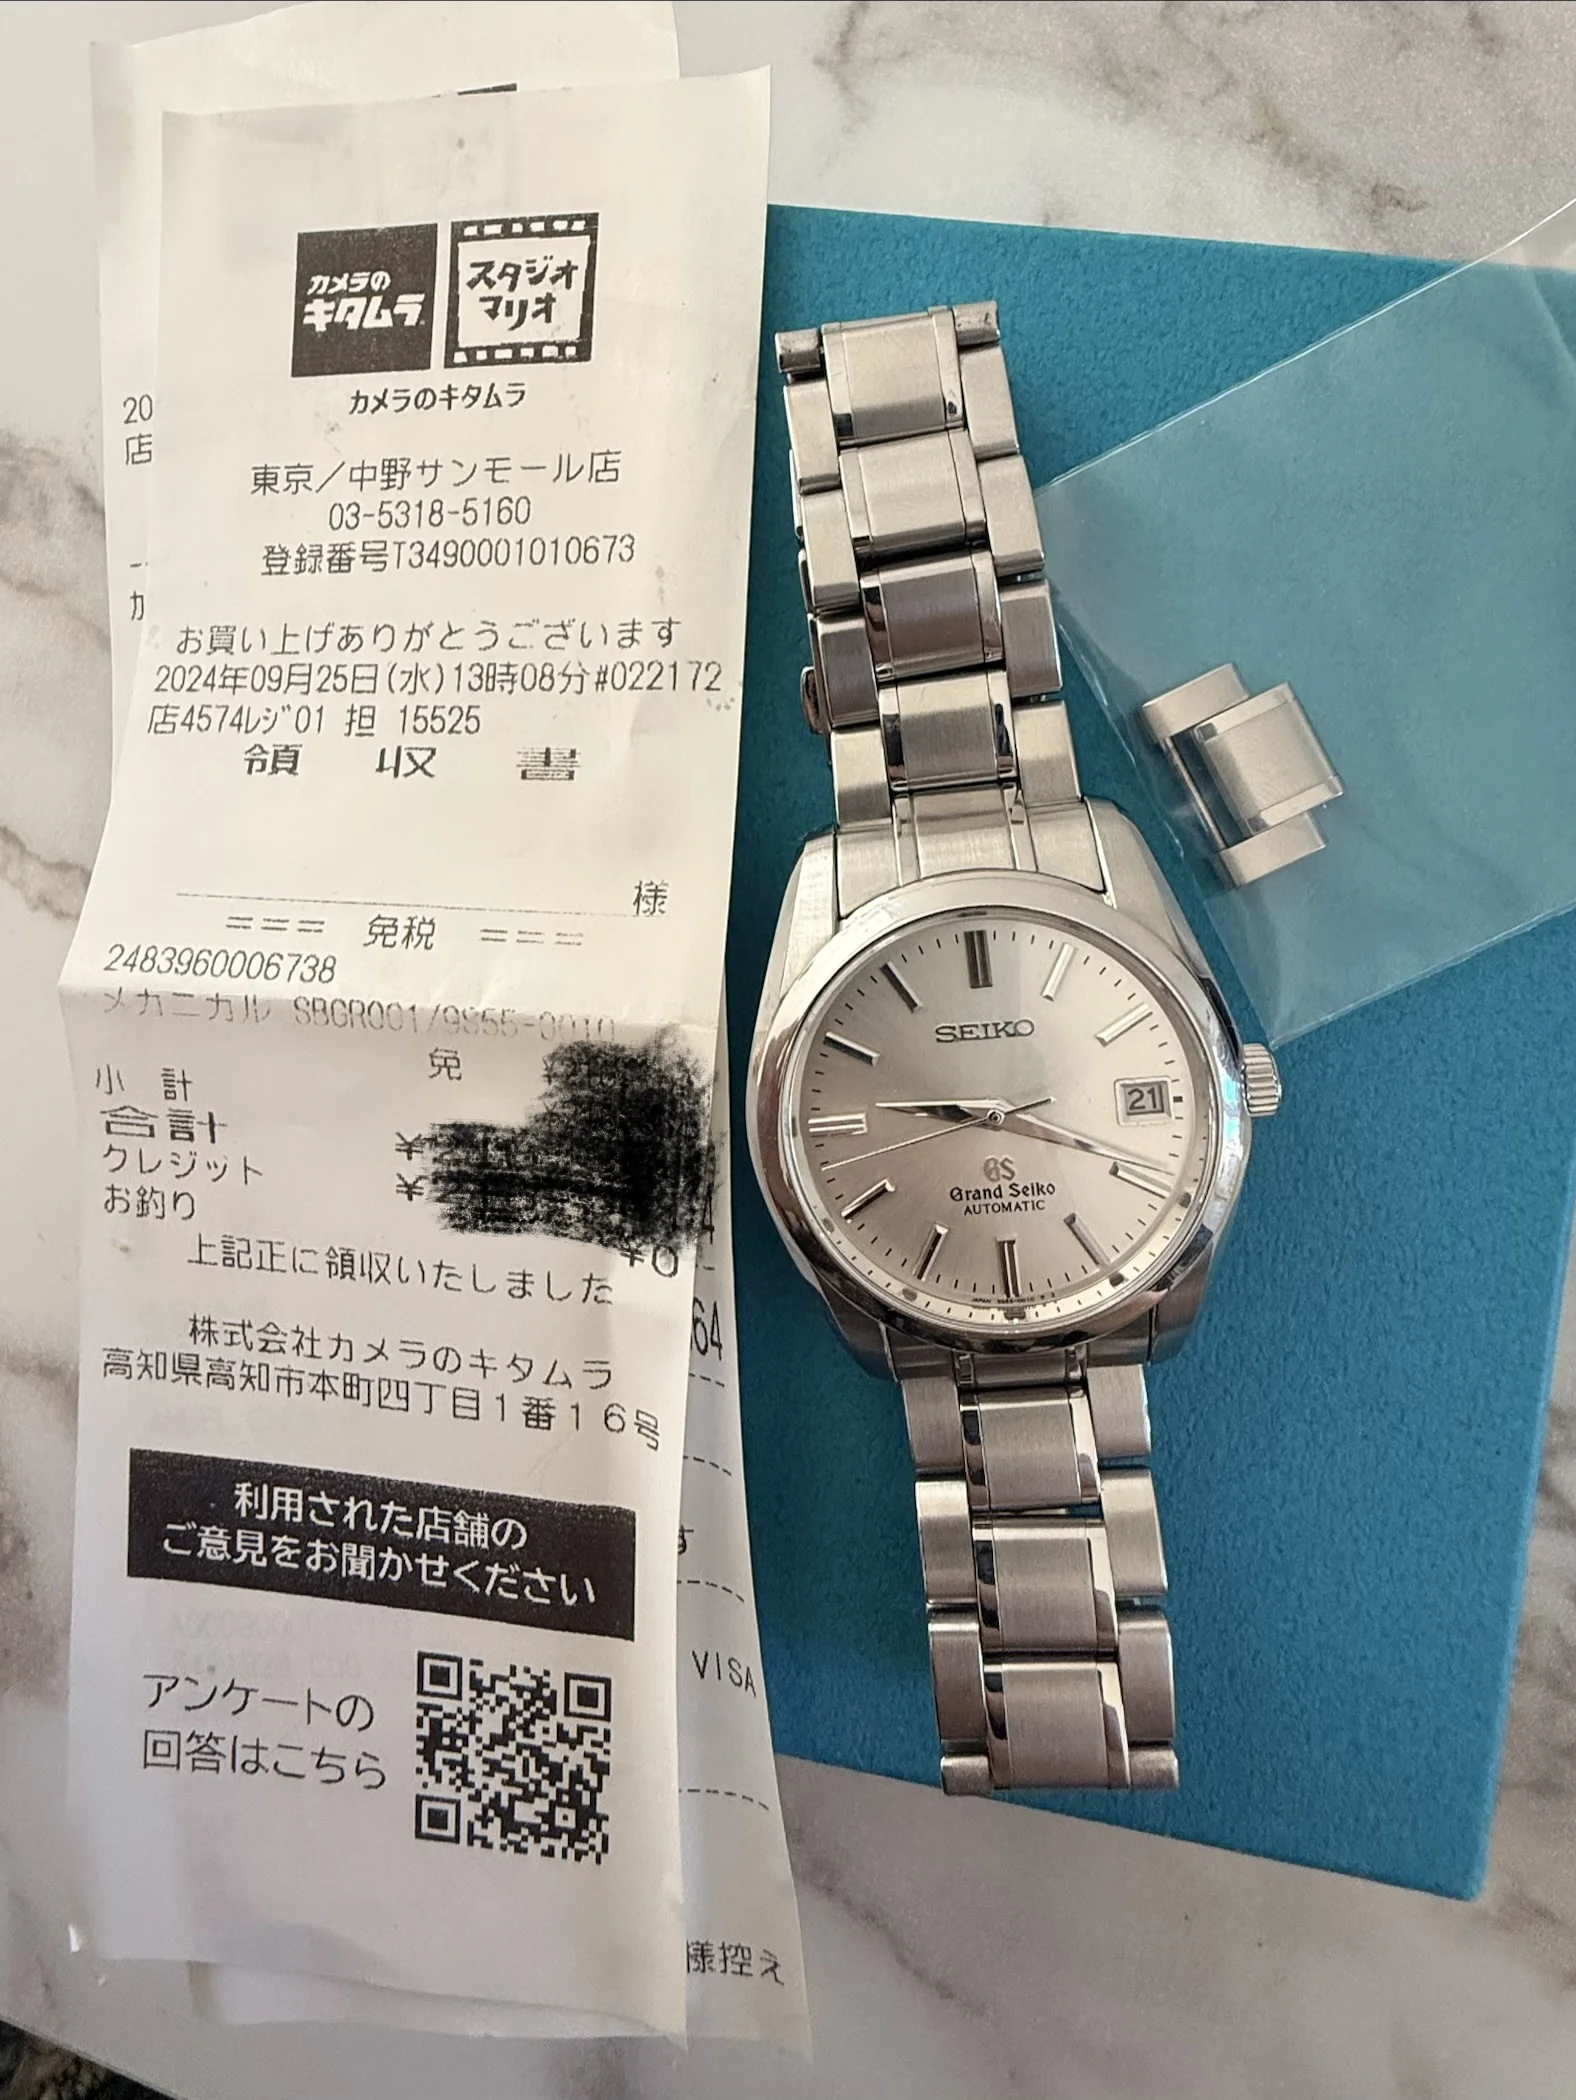 カメラの
キタムラ
スタジオ
マリオ
カメラのキタムラ
東京／中野サンモール店
03-5318-5160
登録番号T3490001010673
お買い上げありがとうございます
2024年09月25日(水)13時08分#022172
店4574ﾚｼﾞ01 担 15525
領 収 書
様
=== 免税 ===
2483960006738
メカニカル SBGR001/9S55-0010
免
小 計
合計 ¥
クレジット ¥
お釣り ¥0
上記正に領収いたしました
株式会社カメラのキタムラ
高知県高知市本町四丁目1番16号
利用された店舗の
ご意見をお聞かせください
アンケートの
回答はこちら
20
店
カ
64
す
VISA
様控え
SEIKO
21
GS
Grand Seiko
AUTOMATIC